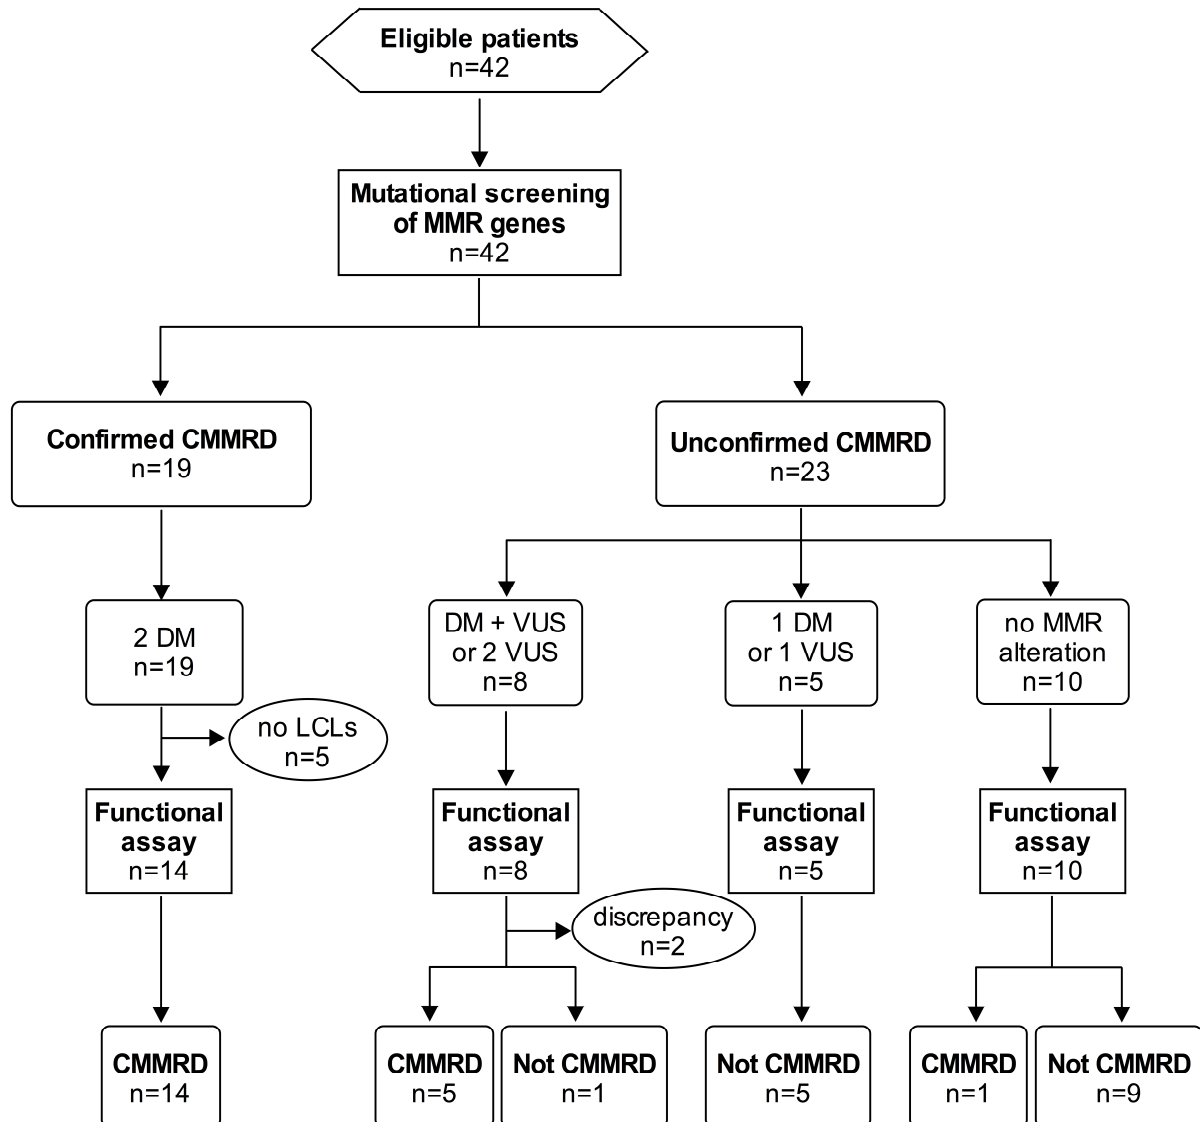 Eligible patients
n=42
Mutational screening
of MMR genes
n=42
Confirmed CMMRD
n=19
Unconfirmed CMMRD
n=23
2 DM
n=19
DM + VUS
or 2 VUS
n=8
1 DM
or 1 VUS
n=5
no MMR
alteration
n=10
no LCLs
n=5
Functional
assay
n=14
Functional
assay
n=8
Functional
assay
n=5
Functional
assay
n=10
discrepancy
n=2
CMMRD
n=14
CMMRD
n=5
Not CMMRD
n=1
Not CMMRD
n=5
CMMRD
n=1
Not CMMRD
n=9